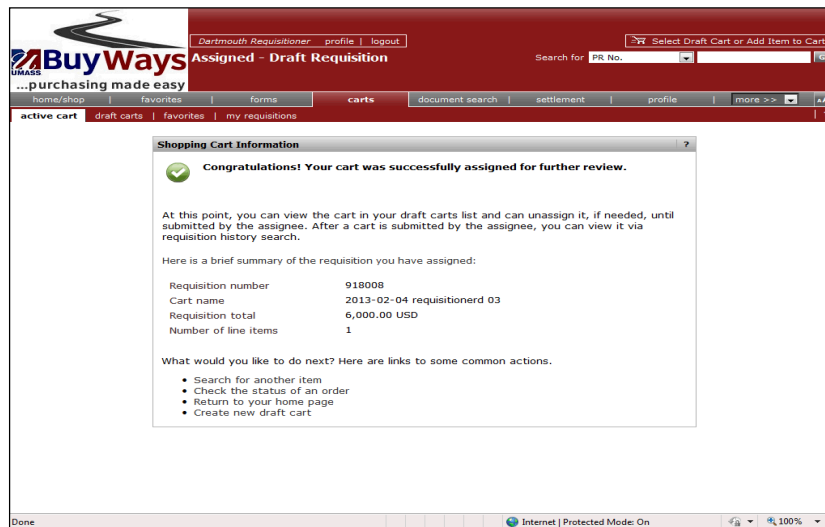 Dartmouth Requisitioner profile | logout
Select Draft Cart or Add Item to Cart
UMASS BuyWays
...purchasing made easy
Assigned - Draft Requisition
Search for PR No.
home/shop | favorites | forms carts document search | settlement | profile | more >>
active cart draft carts | favorites | my requisitions
Shopping Cart Information ?
Congratulations! Your cart was successfully assigned for further review.
At this point, you can view the cart in your draft carts list and can unassign it, if needed, until
submitted by the assignee. After a cart is submitted by the assignee, you can view it via
requisition history search.
Here is a brief summary of the requisition you have assigned:
Requisition number 918008
Cart name 2013-02-04 requisitionerd 03
Requisition total 6,000.00 USD
Number of line items 1
What would you like to do next? Here are links to some common actions.
• Search for another item
• Check the status of an order
• Return to your home page
• Create new draft cart
Done Internet | Protected Mode: On 100%